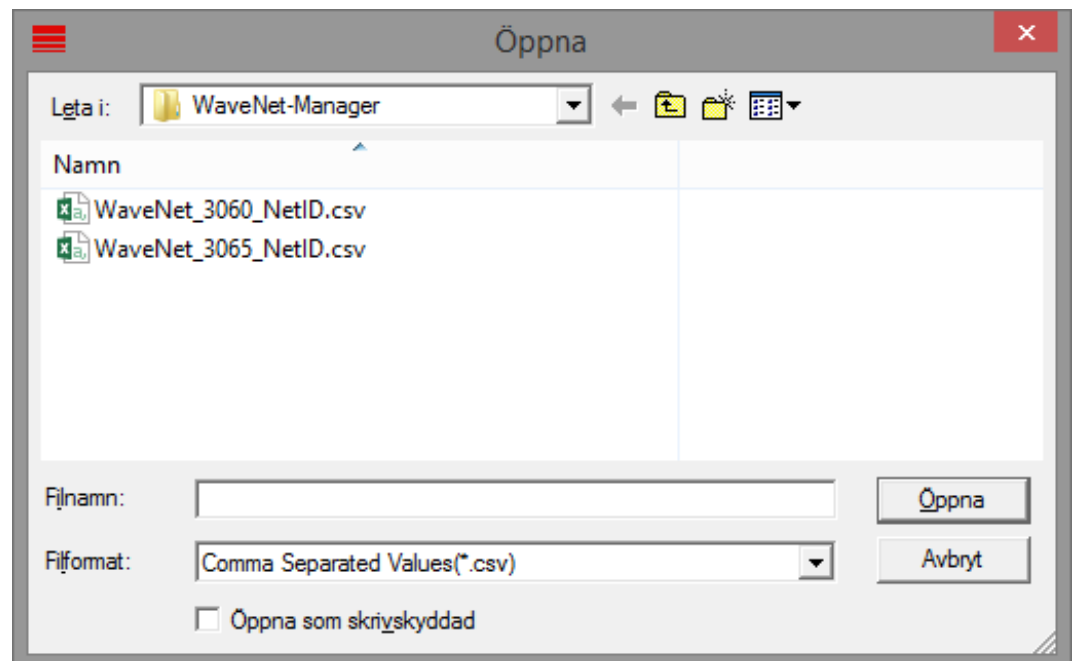 Öppna
Leta i: WaveNet-Manager
Namn
WaveNet_3060_NetID.csv
WaveNet_3065_NetID.csv
Filnamn: Öppna
Filformat: Comma Separated Values(*.csv) Avbryt
Öppna som skrivskyddad